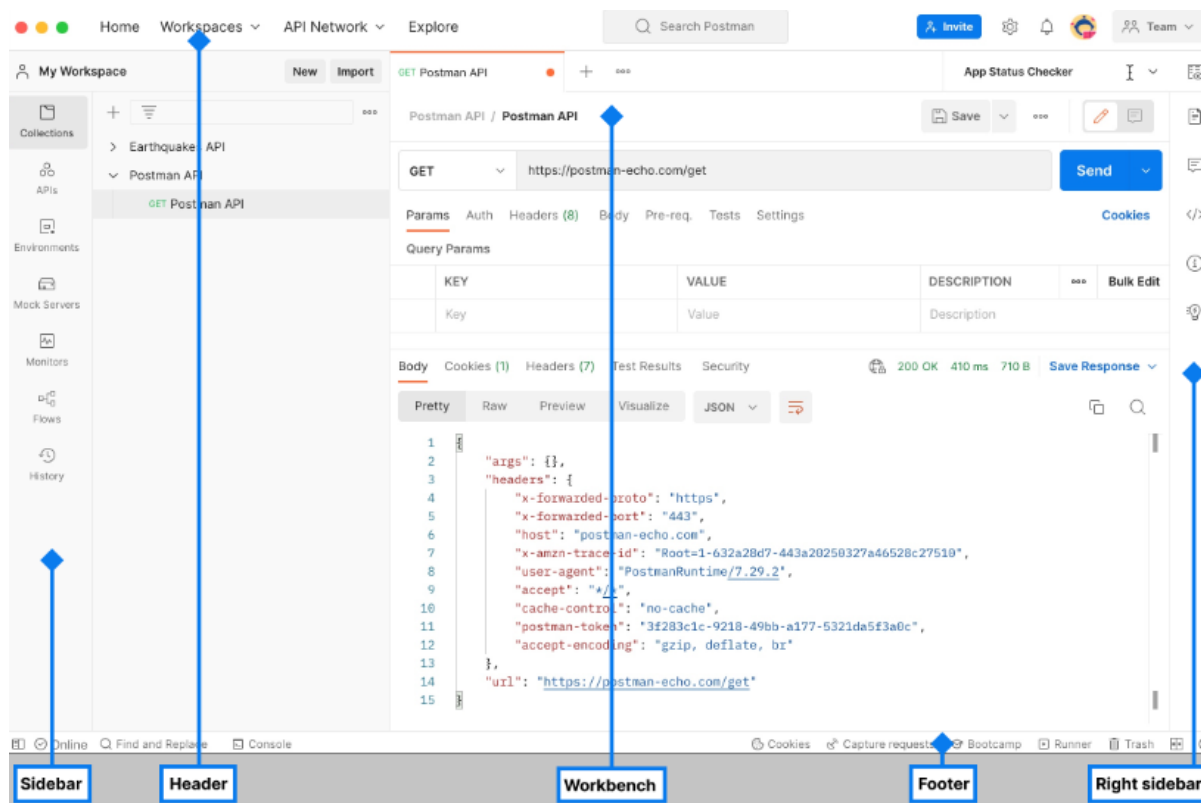 Home Workspaces API Network Explore Search Postman Invite Team
My Workspace New Import GET Postman API App Status Checker
Collections
Postman API / Postman API Save
Earthquakes API
GET https://postman-echo.com/get Send
APIs
Postman API
GET Postman API
Params Auth Headers (8) Body Pre-req. Tests Settings Cookies
Environments
Query Params
KEY VALUE DESCRIPTION Bulk Edit
Mock Servers
Key Value Description
Monitors
Body Cookies (1) Headers (7) Test Results Security 200 OK 410 ms 710 B Save Response
Flows
Pretty Raw Preview Visualize JSON
History
1 {
2 "args": {},
3 "headers": {
4 "x-forwarded-proto": "https",
5 "x-forwarded-port": "443",
6 "host": "postman-echo.com",
7 "x-amzn-trace-id": "Root=1-632a28d7-443a20250327a46528c27510",
8 "user-agent": "PostmanRuntime/7.29.2",
9 "accept": "*/*",
10 "cache-control": "no-cache",
11 "postman-token": "3f283c1c-9218-49bb-a177-5321da5f3a0c",
12 "accept-encoding": "gzip, deflate, br"
13 },
14 "url": "https://postman-echo.com/get"
15 }
Online Find and Replace Console Cookies Capture requests Bootcamp Runner Trash
Sidebar Header Workbench Footer Right sidebar